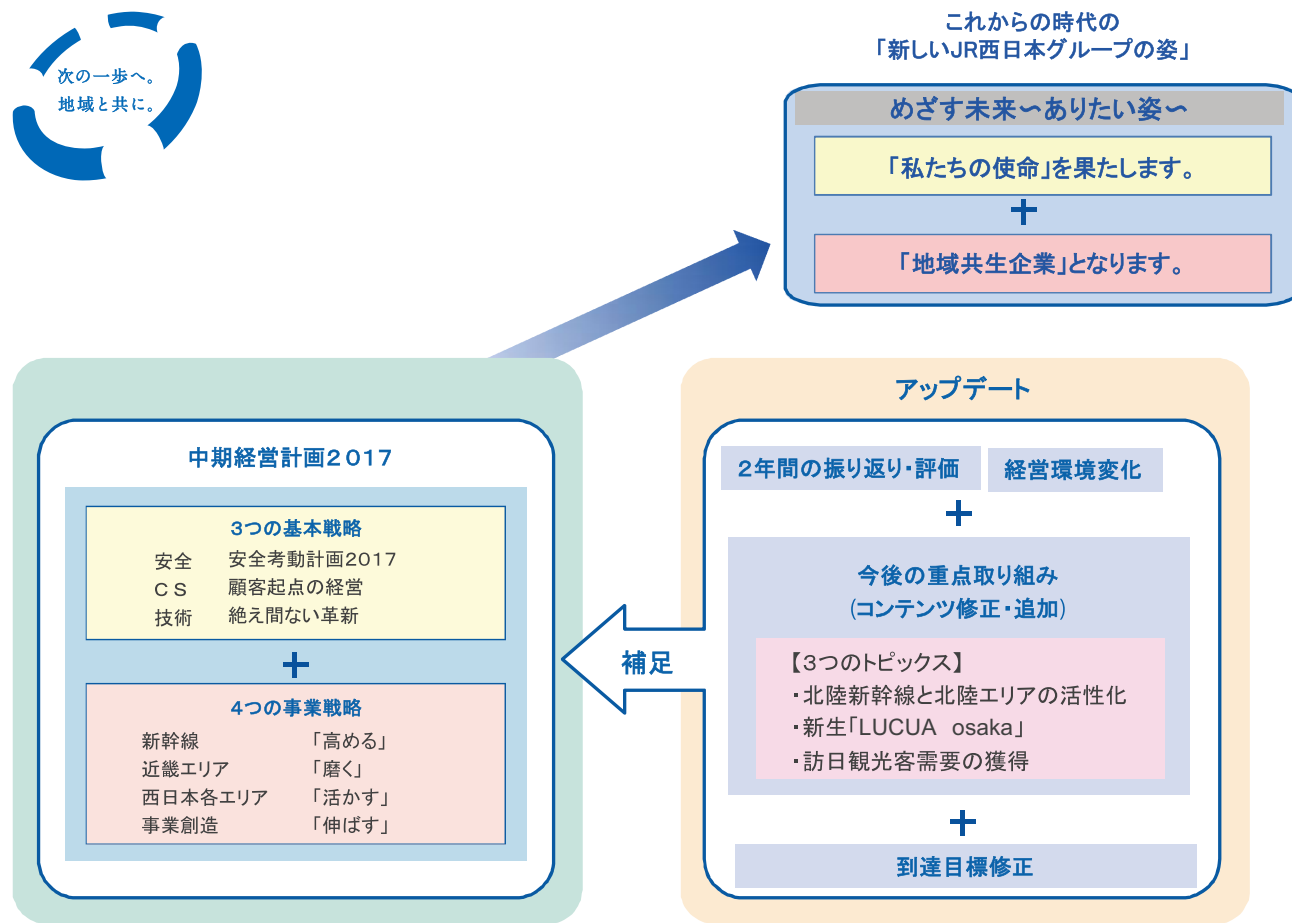 次の一歩へ。
地域と共に。
これからの時代の
「新しいJR西日本グループの姿」
めざす未来～ありたい姿～
「私たちの使命」を果たします。
+
「地域共生企業」となります。
中期経営計画２０１７
３つの基本戦略
安全 安全考動計画２０１７
ＣＳ 顧客起点の経営
技術 絶え間ない革新
+
４つの事業戦略
新幹線 「高める」
近畿エリア 「磨く」
西日本各エリア 「活かす」
事業創造 「伸ばす」
補足
アップデート
２年間の振り返り・評価 経営環境変化
+
今後の重点取り組み
(コンテンツ修正・追加)
【３つのトピックス】
・北陸新幹線と北陸エリアの活性化
・新生「LUCUA osaka」
・訪日観光客需要の獲得
+
到達目標修正